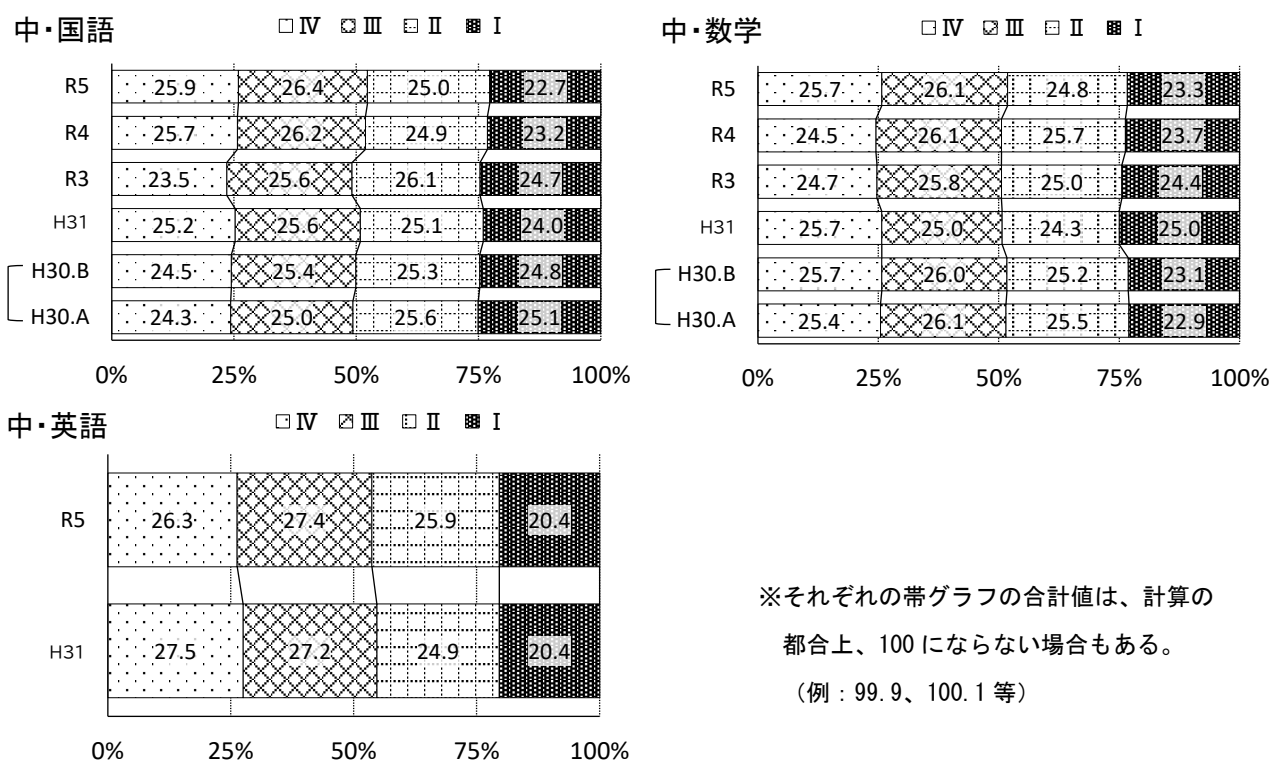 中・国語
Ⅳ Ⅲ Ⅱ Ⅰ
R5 25.9 26.4 25.0 22.7
R4 25.7 26.2 24.9 23.2
R3 23.5 25.6 26.1 24.7
H31 25.2 25.6 25.1 24.0
H30.B 24.5 25.4 25.3 24.8
H30.A 24.3 25.0 25.6 25.1
0% 25% 50% 75% 100%
中・数学
Ⅳ Ⅲ Ⅱ Ⅰ
R5 25.7 26.1 24.8 23.3
R4 24.5 26.1 25.7 23.7
R3 24.7 25.8 25.0 24.4
H31 25.7 25.0 24.3 25.0
H30.B 25.7 26.0 25.2 23.1
H30.A 25.4 26.1 25.5 22.9
0% 25% 50% 75% 100%
中・英語
Ⅳ Ⅲ Ⅱ Ⅰ
R5 26.3 27.4 25.9 20.4
H31 27.5 27.2 24.9 20.4
0% 25% 50% 75% 100%
※それぞれの帯グラフの合計値は、計算の
都合上、100 にならない場合もある。
（例：99.9、100.1 等）